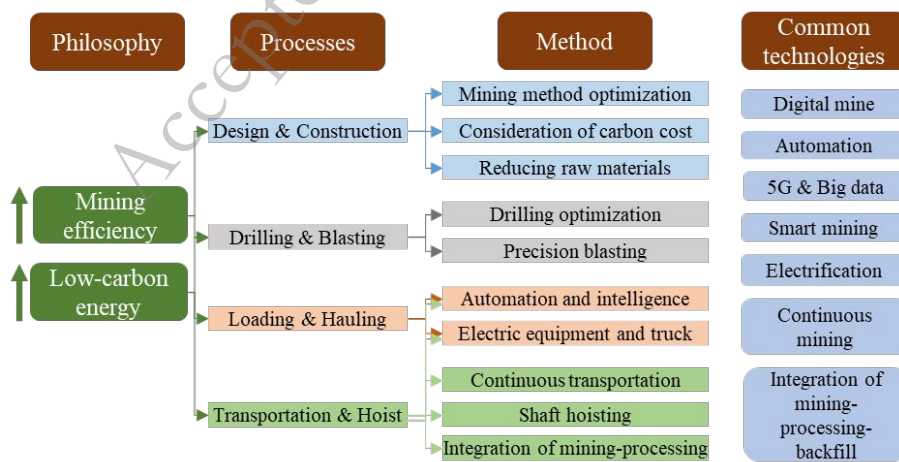 Philosophy
Processes
Method
Common
technologies
Accepte
Mining
efficiency
Low-carbon
energy
Design & Construction
Drilling & Blasting
Loading & Hauling
Transportation & Hoist
Mining method optimization
Consideration of carbon cost
Reducing raw materials
Drilling optimization
Precision blasting
Automation and intelligence
Electric equipment and truck
Continuous transportation
Shaft hoisting
Integration of mining-processing
Digital mine
Automation
5G & Big data
Smart mining
Electrification
Continuous
mining
Integration of
mining-
processing-
backfill